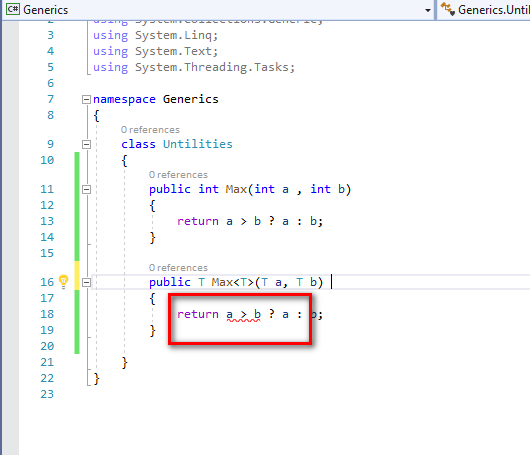 C# Generics Generics.Unti
2 using System.Collections.Generic;
3 using System.Linq;
4 using System.Text;
5 using System.Threading.Tasks;
6
7 namespace Generics
8 {
0 references
9 class Untilities
10 {
0 references
11 public int Max(int a , int b)
12 {
13 return a > b ? a : b;
14 }
15
0 references
16 public T Max<T>(T a, T b)
17 {
18 return a > b ? a : b;
19 }
20
21 }
22 }
23